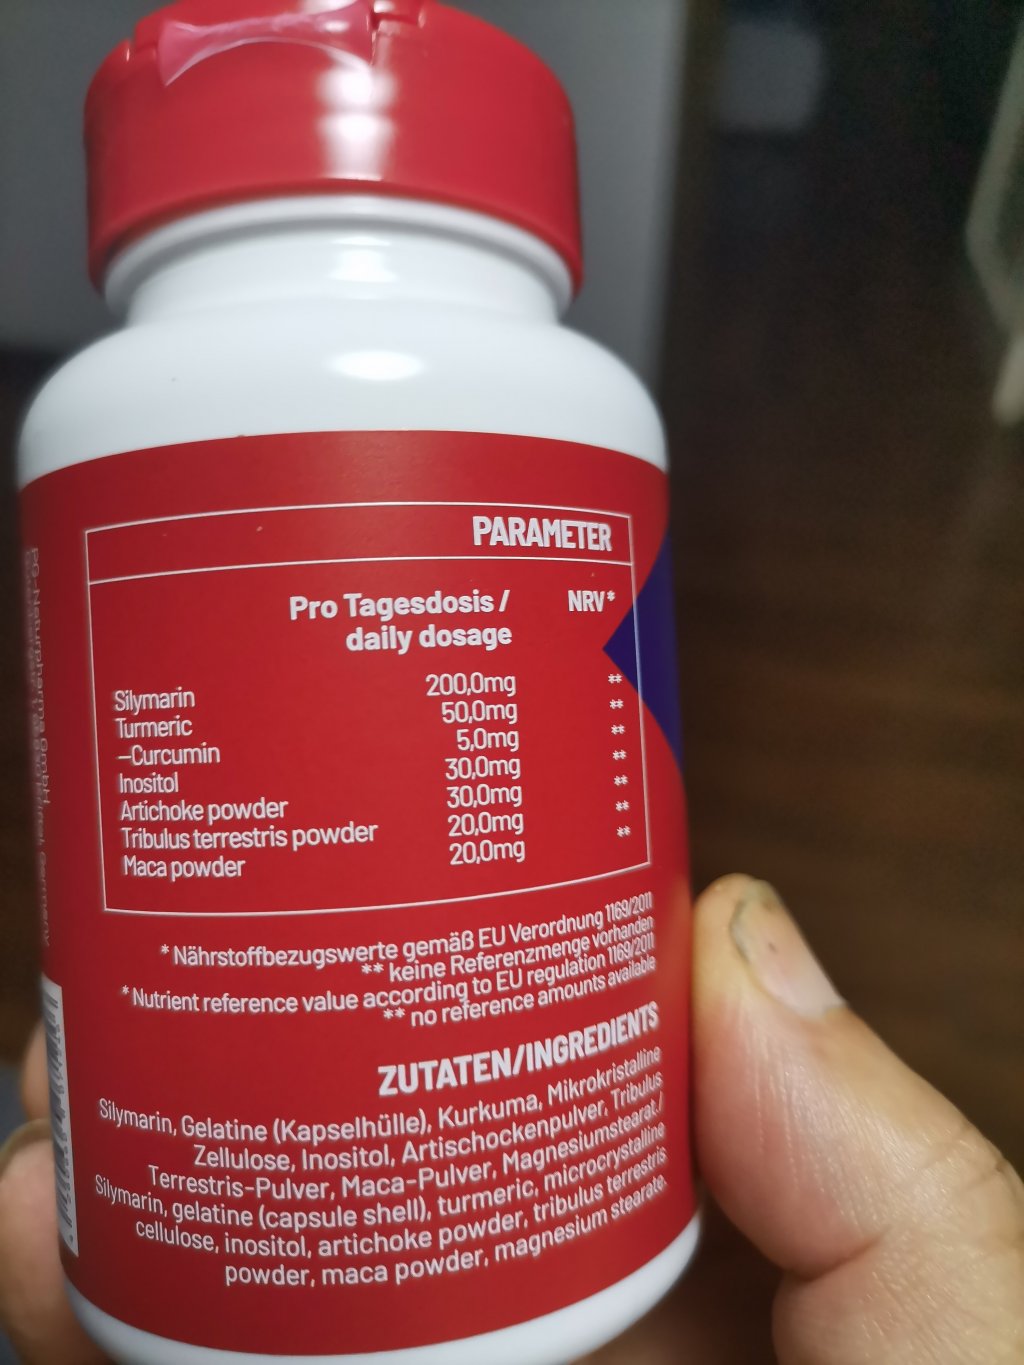 PARAMETER
Pro Tagesdosis / NRV*
daily dosage
Silymarin 200,0mg **
Turmeric 50,0mg **
–Curcumin 5,0mg **
Inositol 30,0mg **
Artichoke powder 30,0mg **
Tribulus terrestris powder 20,0mg **
Maca powder 20,0mg **
* Nährstoffbezugswerte gemäß EU Verordnung 1169/2011
** keine Referenzmenge vorhanden
* Nutrient reference value according to EU regulation 1169/2011
** no reference amounts available
ZUTATEN/INGREDIENTS
Silymarin, Gelatine (Kapselhülle), Kurkuma, Mikrokristalline
Zellulose, Inositol, Artischockenpulver, Tribulus
Terrestris-Pulver, Maca-Pulver, Magnesiumstearat /
Silymarin, gelatine (capsule shell), turmeric, microcrystalline
cellulose, inositol, artichoke powder, tribulus terrestris
powder, maca powder, magnesium stearate.
Naturpharma GmbH
Germany